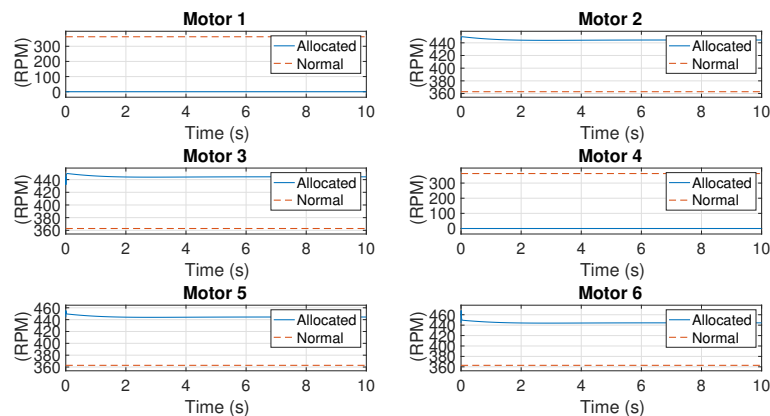 Motor 1
(RPM)
300
200
100
0
Allocated
Normal
0 2 4 6 8 10
Time (s)
Motor 2
(RPM)
440
420
400
380
360
Allocated
Normal
0 2 4 6 8 10
Time (s)
Motor 3
(RPM)
440
420
400
380
360
Allocated
Normal
0 2 4 6 8 10
Time (s)
Motor 4
(RPM)
300
200
100
0
Allocated
Normal
0 2 4 6 8 10
Time (s)
Motor 5
(RPM)
460
440
420
400
380
360
Allocated
Normal
0 2 4 6 8 10
Time (s)
Motor 6
(RPM)
460
440
420
400
380
360
Allocated
Normal
0 2 4 6 8 10
Time (s)